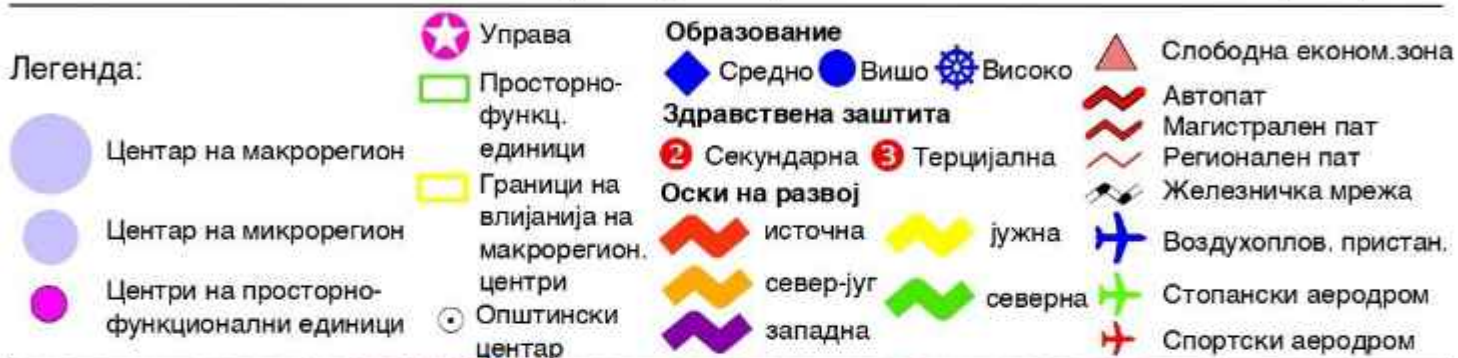 Легенда:
Центар на макрорегион
Центар на микрорегион
Центри на просторно-
функционални единици
Управа
Просторно-
функц.
единици
Граници на
влијанија на
макрорегион.
центри
Општински
центар
Образование
Средно Вишо Високо
Здравствена заштита
2 Секундарна 3 Терцијална
Оски на развој
источна јужна
север-југ северна
западна
Слободна економ.зона
Автопат
Магистрален пат
Регионален пат
Железничка мрежа
Воздухоплов. пристан.
Стопански аеродром
Спортски аеродром